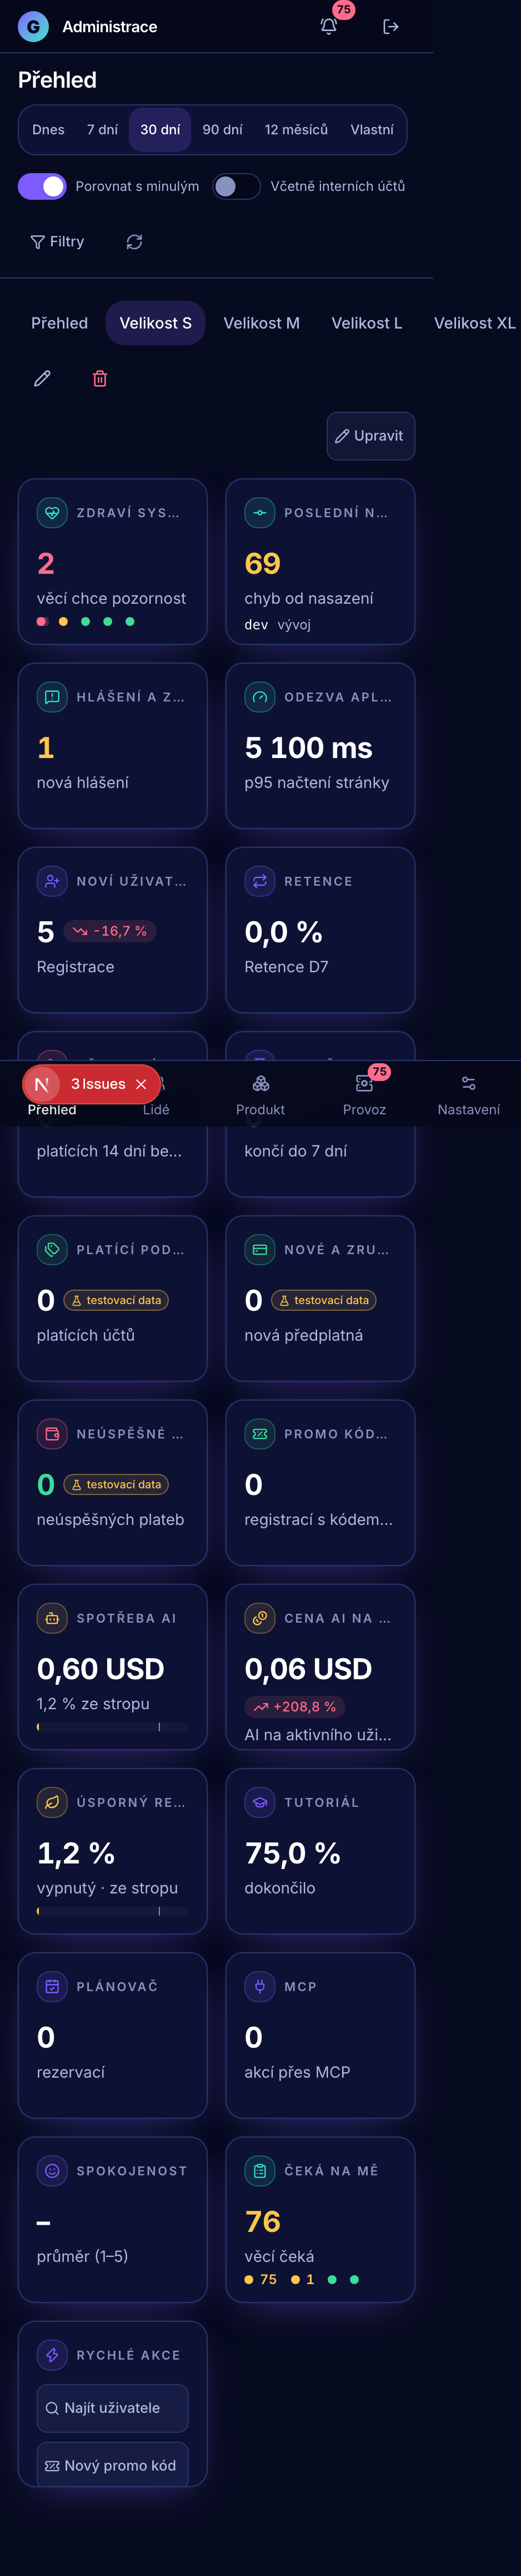 G Administrace 75
Přehled
Dnes 7 dní 30 dní 90 dní 12 měsíců Vlastní
Porovnat s minulým Včetně interních účtů
Filtry
Přehled Velikost S Velikost M Velikost L Velikost XL
Upravit
ZDRAVÍ SYS...
2
věcí chce pozornost
POSLEDNÍ N...
69
chyb od nasazení
dev vývoj
HLÁŠENÍ A Z...
1
nová hlášení
ODEZVA APL...
5 100 ms
p95 načtení stránky
NOVÍ UŽIVAT...
5 -16,7 %
Registrace
RETENCE
0,0 %
Retence D7
N 3 Issues
75
Přehled Lidé Produkt Provoz Nastavení
platících 14 dní be...
končí do 7 dní
PLATÍCÍ POD...
0 testovací data
platících účtů
NOVÉ A ZRU...
0 testovací data
nová předplatná
NEÚSPĚŠNÉ ...
0 testovací data
neúspěšných plateb
PROMO KÓD...
0
registrací s kódem...
SPOTŘEBA AI
0,60 USD
1,2 % ze stropu
CENA AI NA ...
0,06 USD
+208,8 %
AI na aktivního uži...
ÚSPORNÝ RE...
1,2 %
vypnutý · ze stropu
TUTORIÁL
75,0 %
dokončilo
PLÁNOVAČ
0
rezervací
MCP
0
akcí přes MCP
SPOKOJENOST
–
průměr (1–5)
ČEKÁ NA MĚ
76
věcí čeká
75 1
RYCHLÉ AKCE
Najít uživatele
Nový promo kód